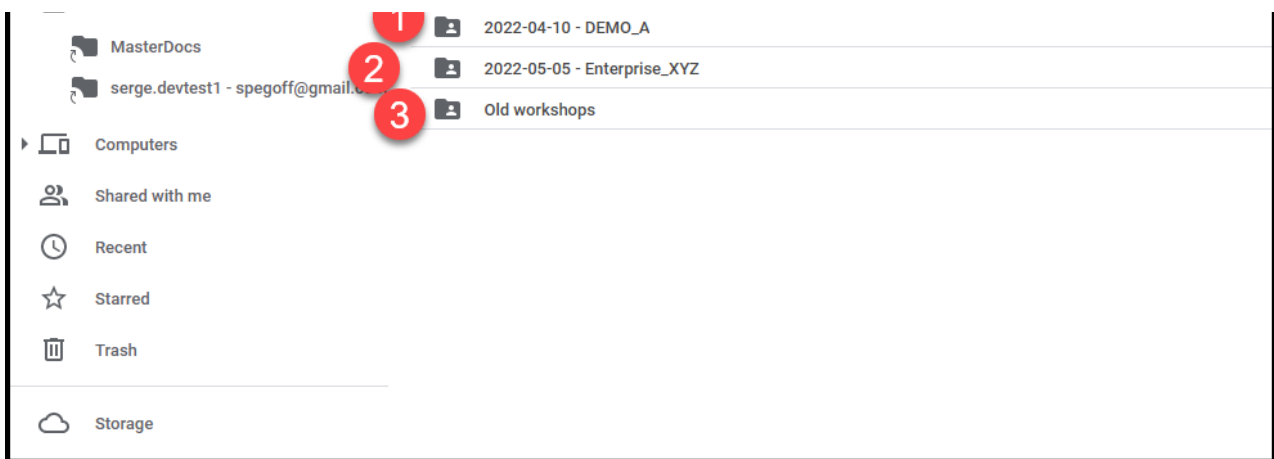 1
2022-04-10 - DEMO_A
MasterDocs
2
2022-05-05 - Enterprise_XYZ
serge.devtest1 - spegoff@gmail.
3
Old workshops
Computers
Shared with me
Recent
Starred
Trash
Storage